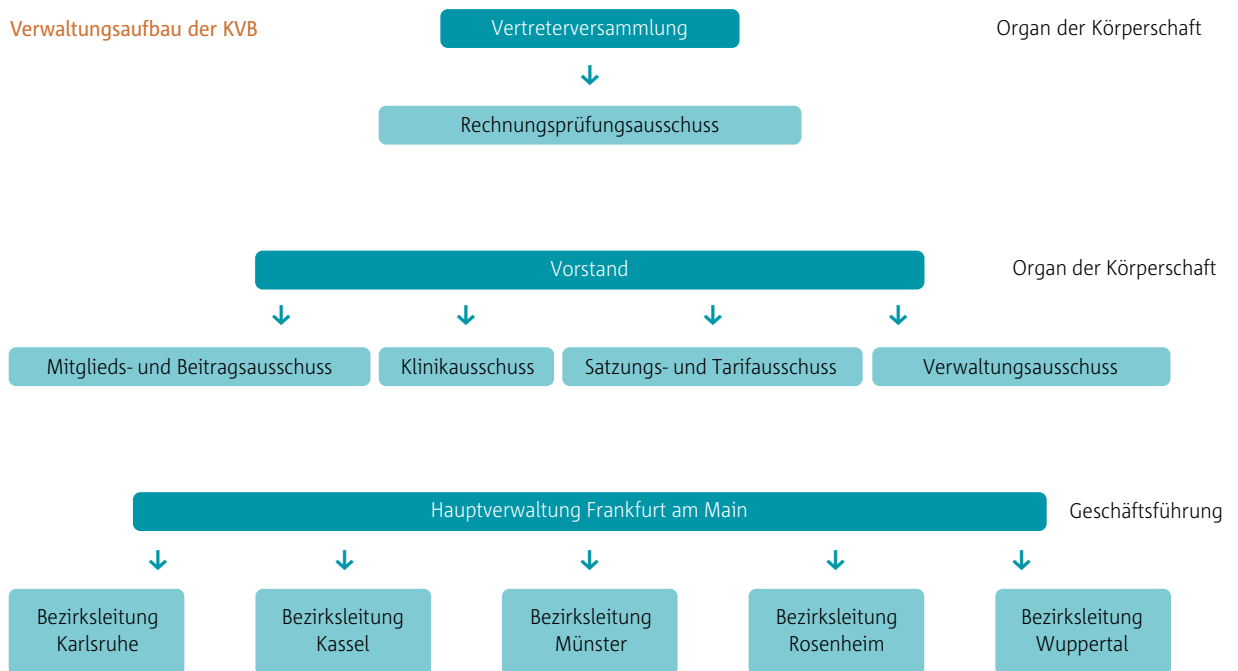 Verwaltungsaufbau der KVB
Vertreterversammlung
Organ der Körperschaft
Rechnungsprüfungsausschuss
Vorstand
Organ der Körperschaft
Mitglieds- und Beitragsausschuss
Klinikausschuss
Satzungs- und Tarifausschuss
Verwaltungsausschuss
Hauptverwaltung Frankfurt am Main
Geschäftsführung
Bezirksleitung
Karlsruhe
Bezirksleitung
Kassel
Bezirksleitung
Münster
Bezirksleitung
Rosenheim
Bezirksleitung
Wuppertal